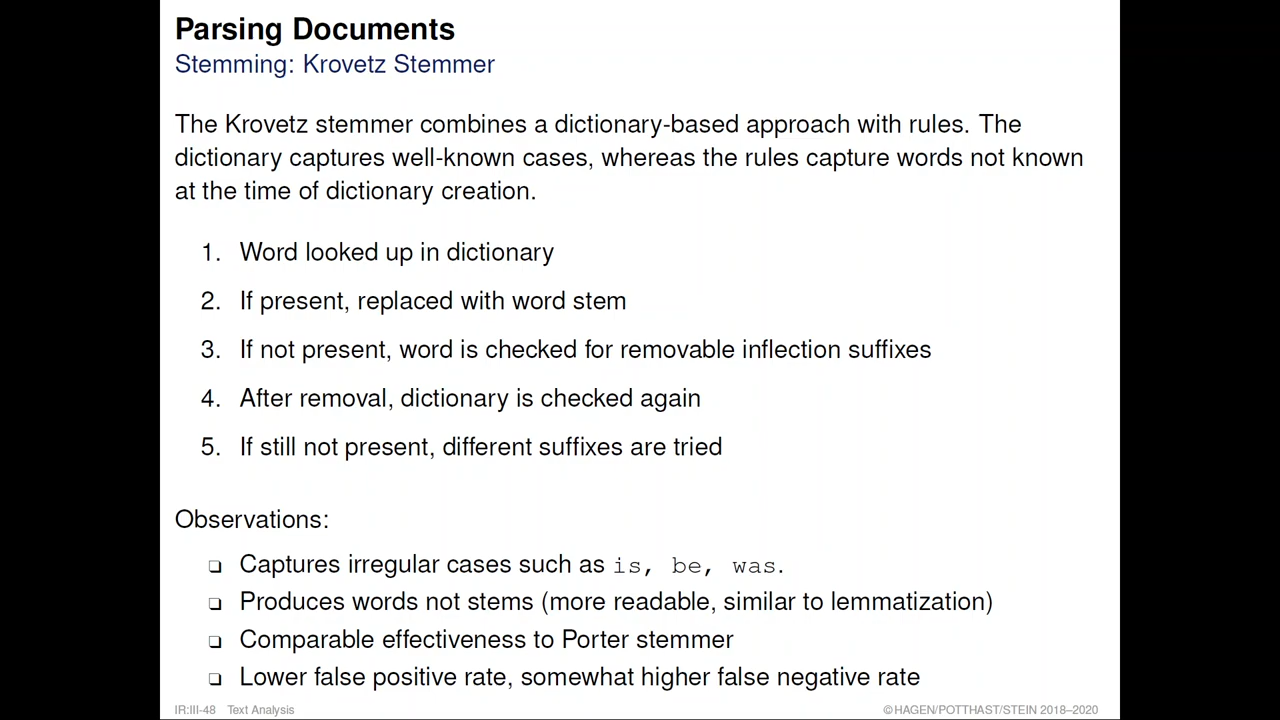 Parsing Documents
Stemming: Krovetz Stemmer
The Krovetz stemmer combines a dictionary-based approach with rules. The
dictionary captures well-known cases, whereas the rules capture words not known
at the time of dictionary creation.
1. Word looked up in dictionary
2. If present, replaced with word stem
3. If not present, word is checked for removable inflection suffixes
4. After removal, dictionary is checked again
5. If still not present, different suffixes are tried
Observations:
❑ Captures irregular cases such as is, be, was.
❑ Produces words not stems (more readable, similar to lemmatization)
❑ Comparable effectiveness to Porter stemmer
❑ Lower false positive rate, somewhat higher false negative rate
IR:III-48 Text Analysis ©HAGEN/POTTHAST/STEIN 2018–2020